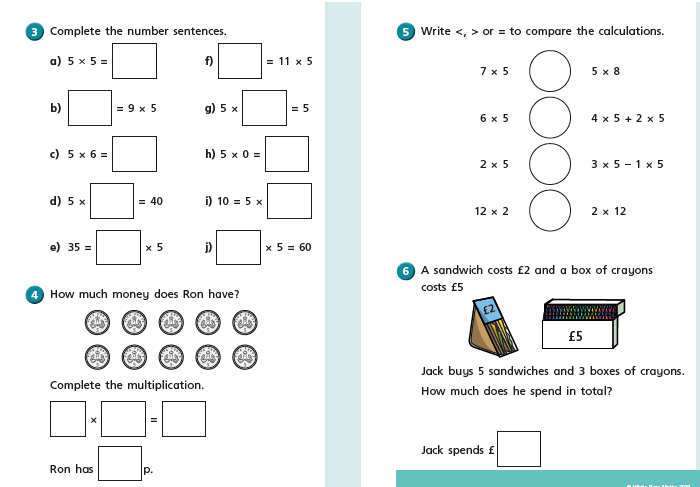 3 Complete the number sentences.
a) 5 × 5 =
b) = 9 × 5
c) 5 × 6 =
d) 5 × = 40
e) 35 = × 5
f) = 11 × 5
g) 5 × = 5
h) 5 × 0 =
i) 10 = 5 ×
j) × 5 = 60
4 How much money does Ron have?
Complete the multiplication.
× =
Ron has p.
5 Write <, > or = to compare the calculations.
7 × 5 5 × 8
6 × 5 4 × 5 + 2 × 5
2 × 5 3 × 5 – 1 × 5
12 × 2 2 × 12
6 A sandwich costs £2 and a box of crayons
costs £5
£2
£5
Jack buys 5 sandwiches and 3 boxes of crayons.
How much does he spend in total?
Jack spends £